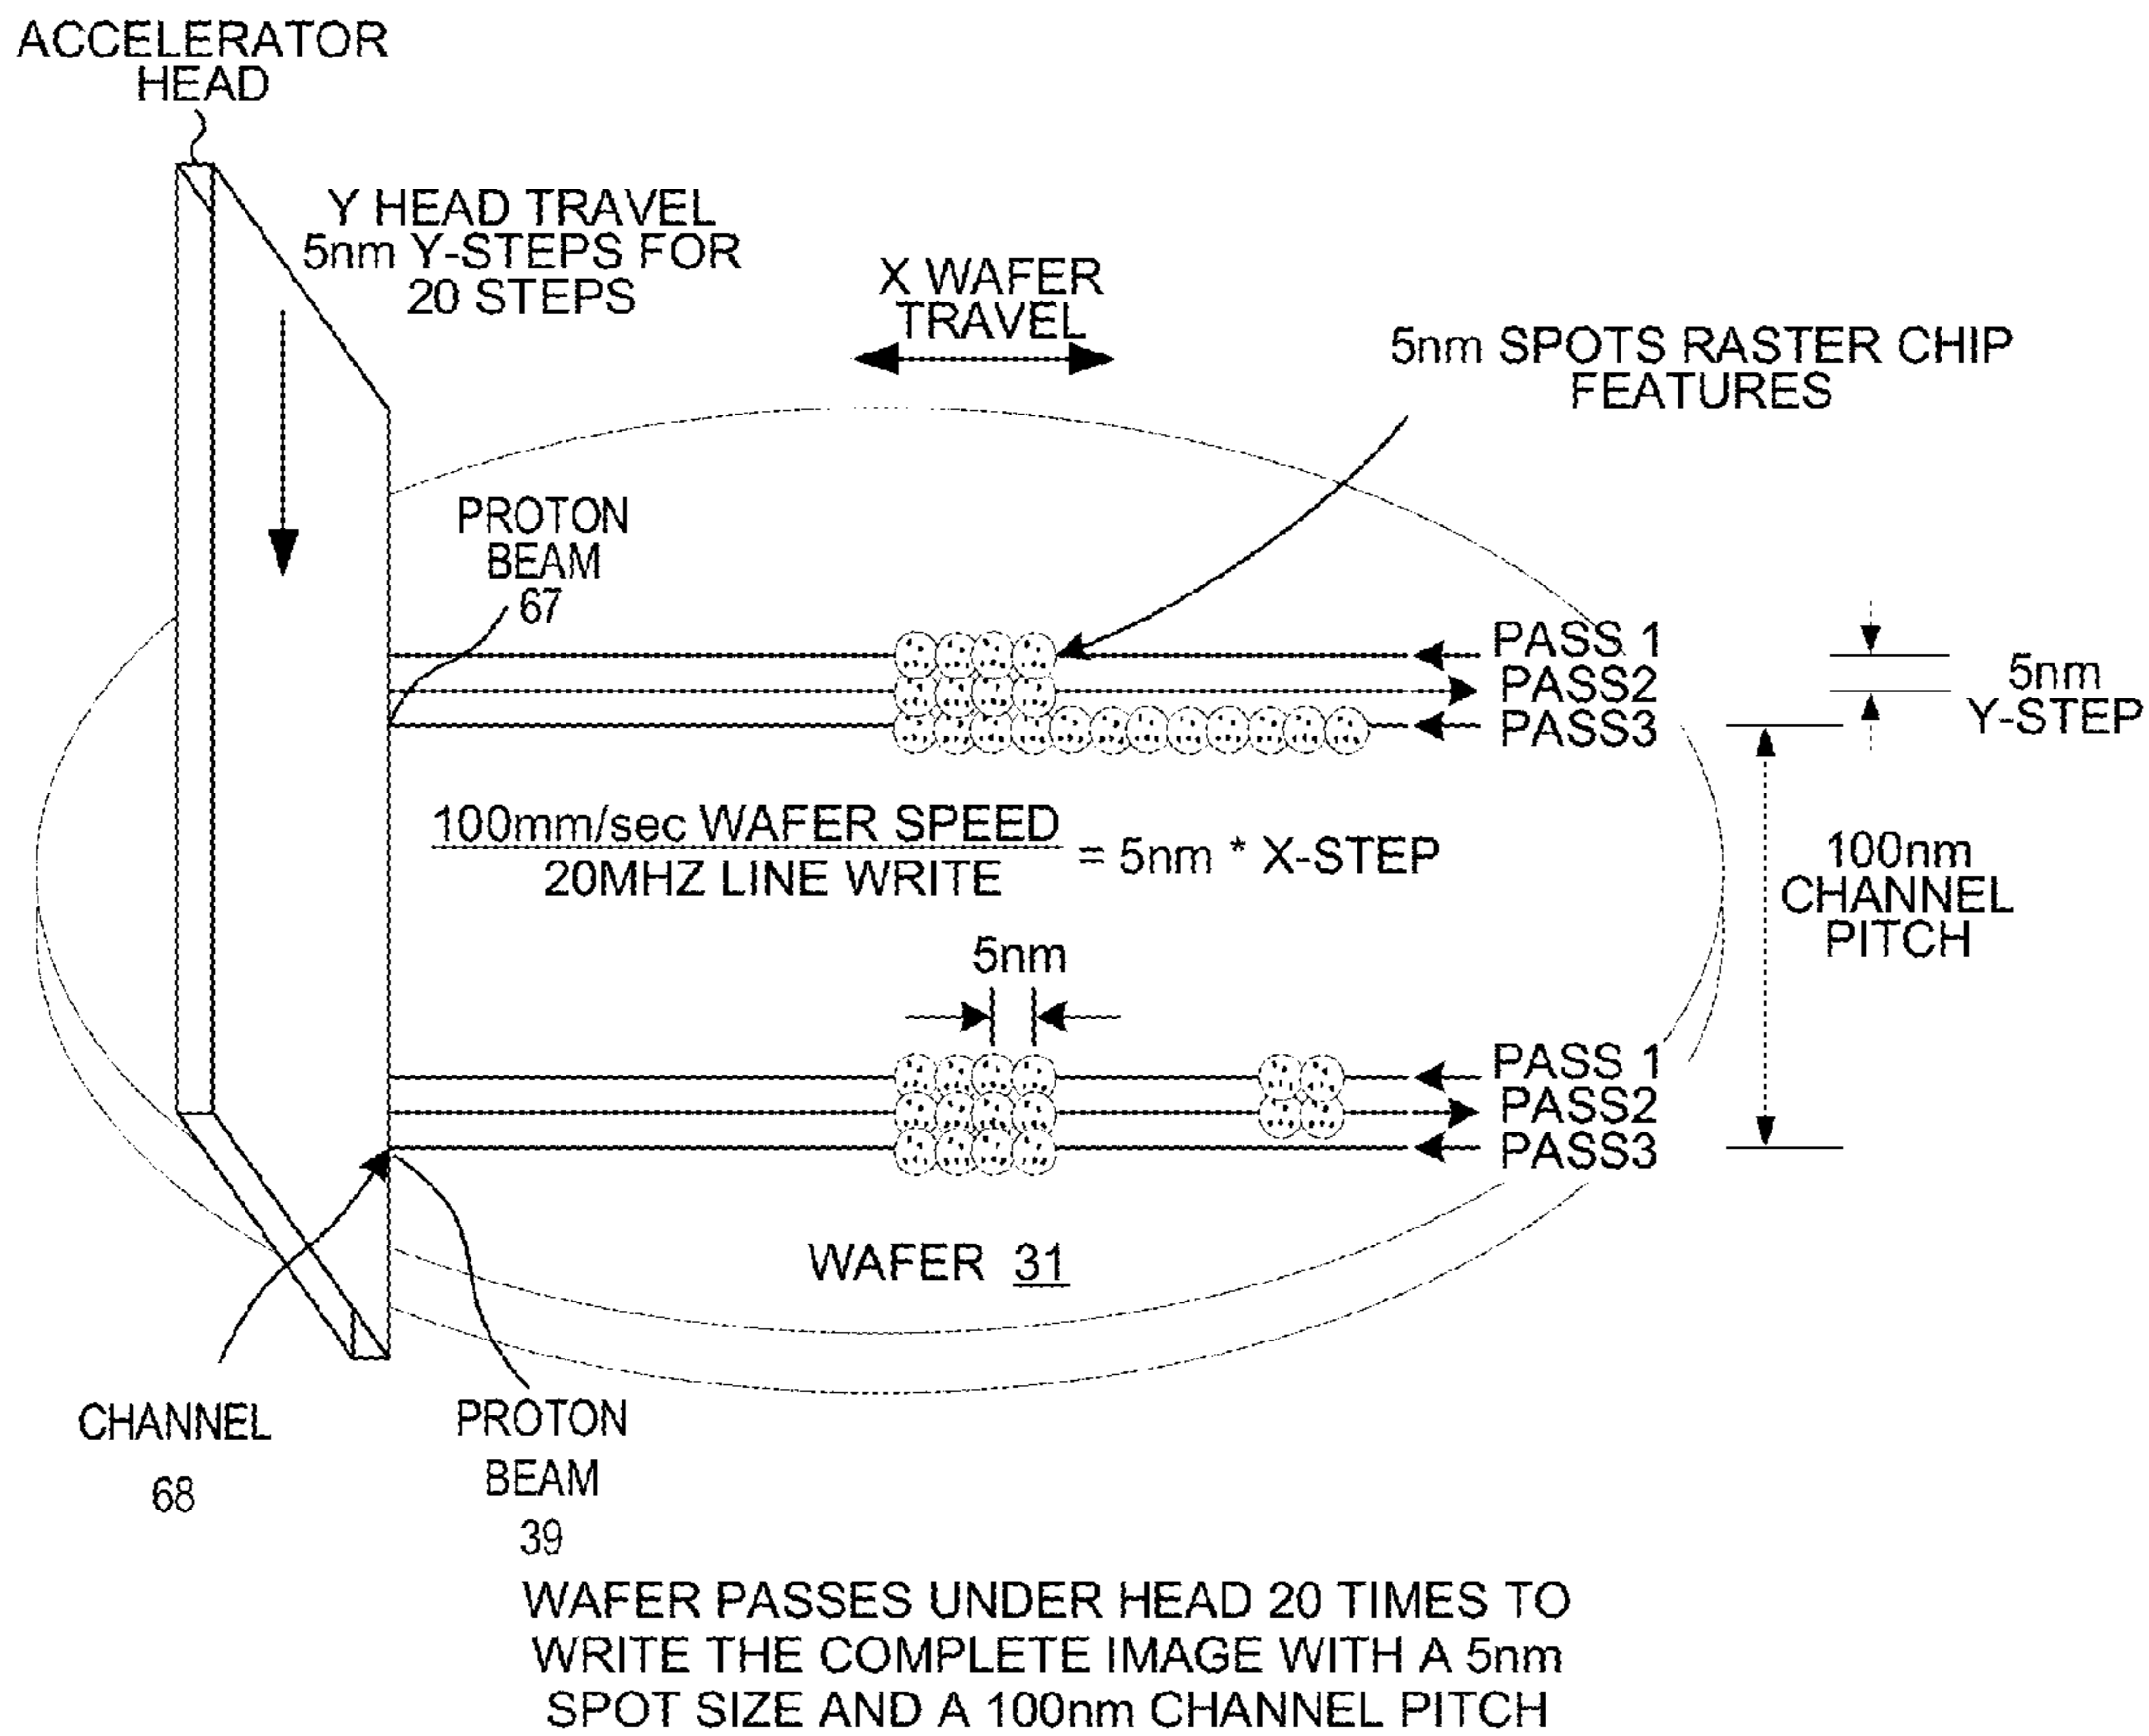 ACCELERATOR
HEAD
Y HEAD TRAVEL
5nm Y-STEPS FOR
20 STEPS
X WAFER
TRAVEL
5nm SPOTS RASTER CHIP
FEATURES
PROTON
BEAM
67
PASS 1
PASS2
PASS3
5nm
Y-STEP
100mm/sec WAFER SPEED
20MHZ LINE WRITE
= 5nm * X-STEP
100nm
CHANNEL
PITCH
5nm
PASS 1
PASS2
PASS3
WAFER 31
CHANNEL
68
PROTON
BEAM
39
WAFER PASSES UNDER HEAD 20 TIMES TO
WRITE THE COMPLETE IMAGE WITH A 5nm
SPOT SIZE AND A 100nm CHANNEL PITCH